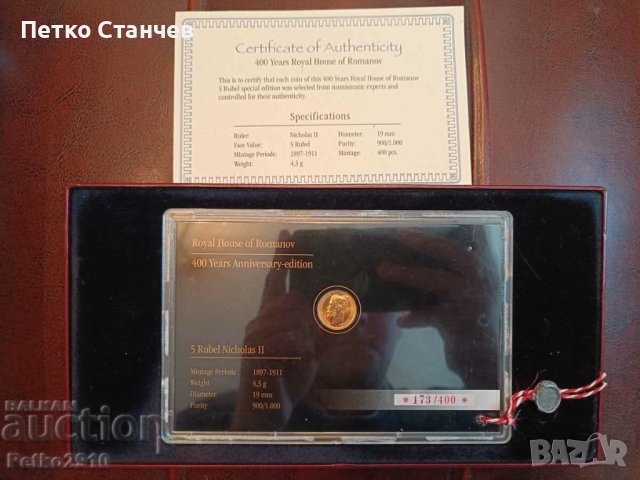 Петко Станчев
Certificate of Authenticity
400 Years Royal House of Romanov
This is to certify that each coin of this 400 Years Royal House of Romanov
5 Rubel special edition was selected from numismatic experts and
controlled for their authenticity.
Specifications
Ruler: Nicholas II Diameter: 19 mm
Face Value: 5 Rubel Purity: 900/1.000
Mintage Periode: 1897-1911 Mintage: 400 pcs.
Weight: 4,5 g
Royal House of Romanov
400 Years Anniversary-edition
5 Rubel Nicholas II
Mintage Periode 1897-1911
Weight 4,5 g
Diameter 19 mm
Purity 900/1.000
* 173/400 *
BALKAN
auction
Petko2910
BAZAR